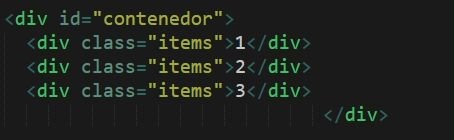 <div id="contenedor">
<div class="items">1</div>
<div class="items">2</div>
<div class="items">3</div>
</div>